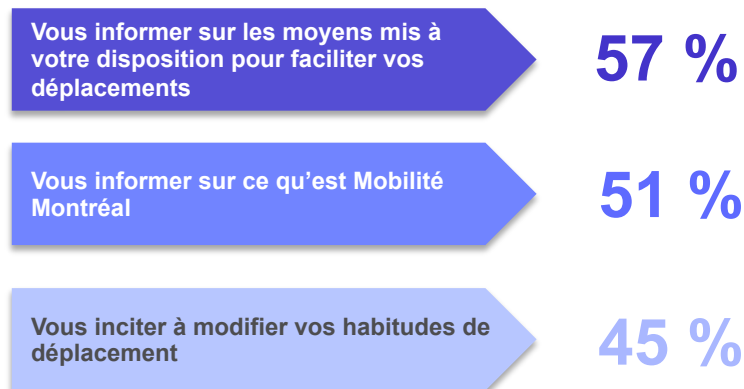 Vous informer sur les moyens mis à
votre disposition pour faciliter vos
déplacements
57 %
Vous informer sur ce qu’est Mobilité
Montréal
51 %
Vous inciter à modifier vos habitudes de
déplacement
45 %